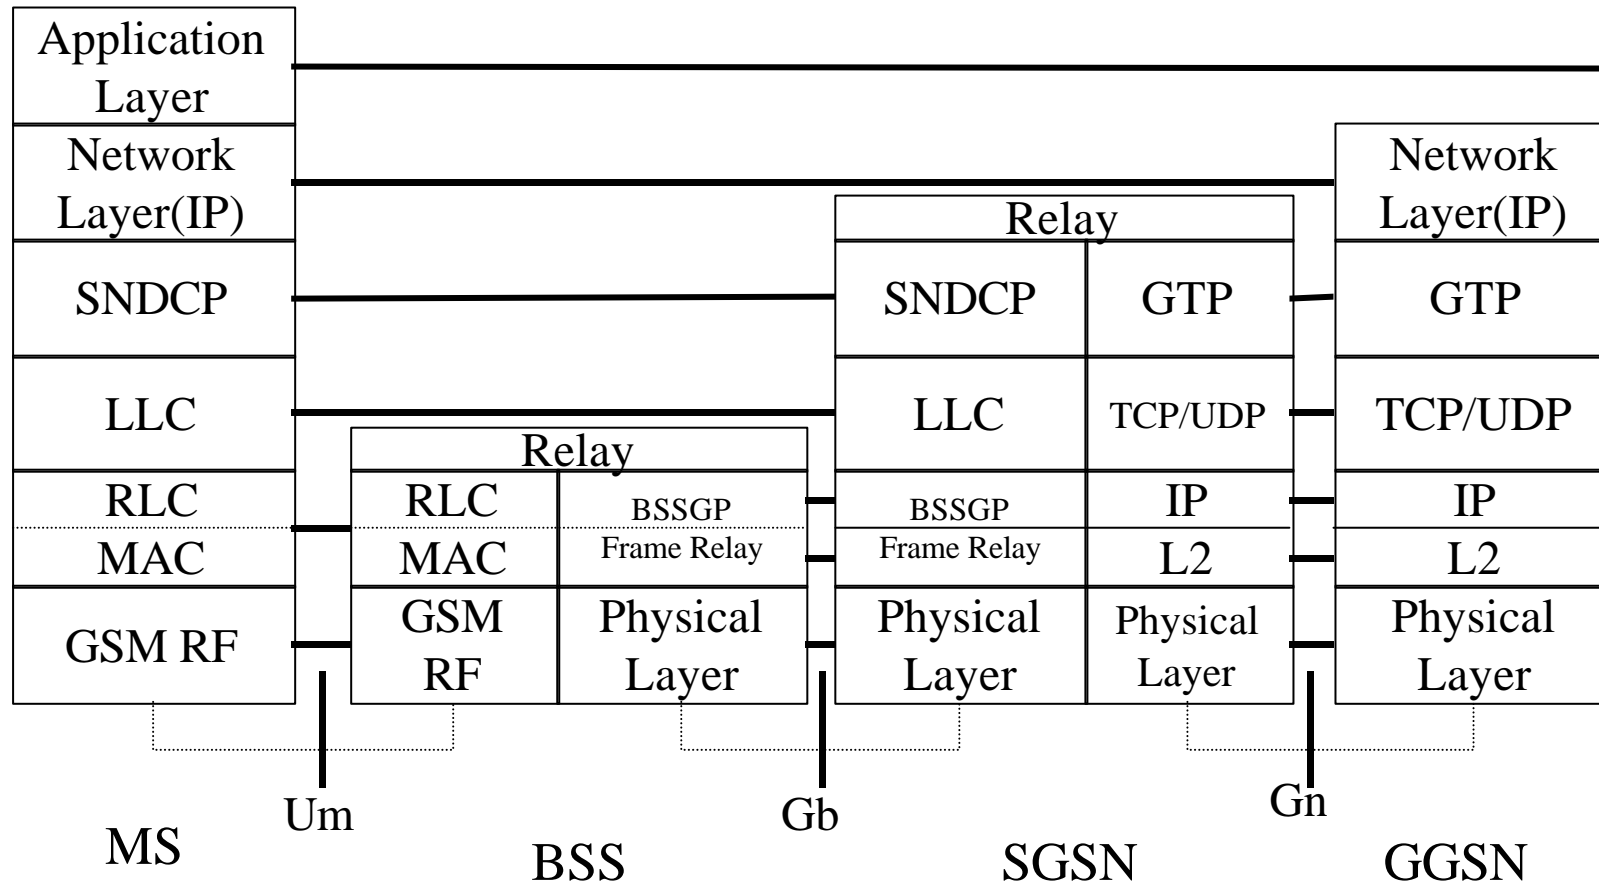 Application
Layer
Network
Layer(IP)
SNDCP
LLC
RLC
MAC
GSM RF
Relay
RLC
MAC
GSM
RF
BSSGP
Frame Relay
Physical
Layer
Relay
SNDCP
LLC
BSSGP
Frame Relay
Physical
Layer
GTP
TCP/UDP
IP
L2
Physical
Layer
Network
Layer(IP)
GTP
TCP/UDP
IP
L2
Physical
Layer
Um
Gb
Gn
MS
BSS
SGSN
GGSN